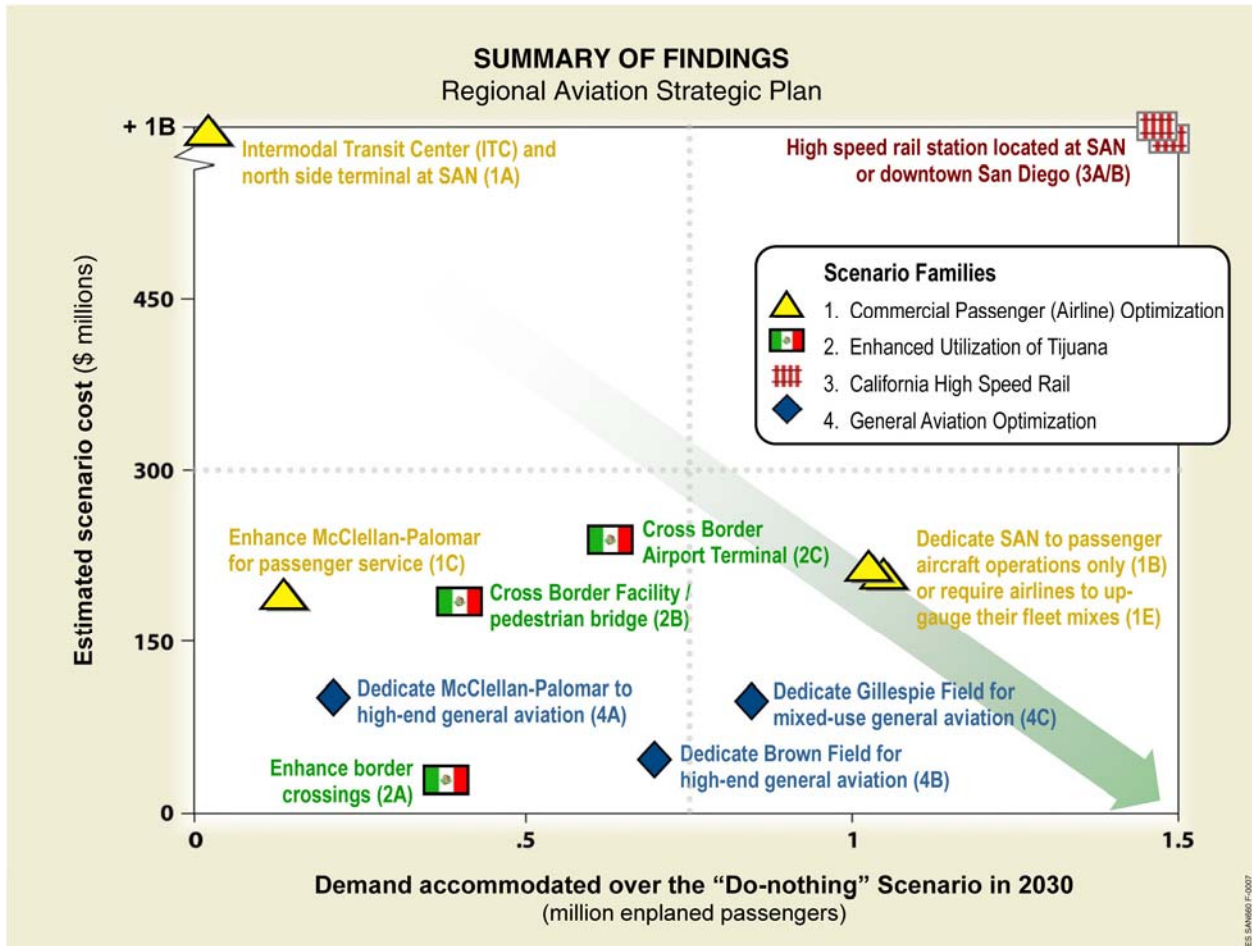 SUMMARY OF FINDINGS
Regional Aviation Strategic Plan
+ 1B
450
300
150
0
Estimated scenario cost ($ millions)
Intermodal Transit Center (ITC) and
north side terminal at SAN (1A)
High speed rail station located at SAN
or downtown San Diego (3A/B)
Scenario Families
1. Commercial Passenger (Airline) Optimization
2. Enhanced Utilization of Tijuana
3. California High Speed Rail
4. General Aviation Optimization
Enhance McClellan-Palomar
for passenger service (1C)
Cross Border
Airport Terminal (2C)
Cross Border Facility /
pedestrian bridge (2B)
Dedicate SAN to passenger
aircraft operations only (1B)
or require airlines to up-
gauge their fleet mixes (1E)
Dedicate McClellan-Palomar to
high-end general aviation (4A)
Dedicate Gillespie Field for
mixed-use general aviation (4C)
Dedicate Brown Field for
high-end general aviation (4B)
Enhance border
crossings (2A)
0
.5
1
1.5
Demand accommodated over the “Do-nothing” Scenario in 2030
(million enplaned passengers)
ES SAN660 F-0007